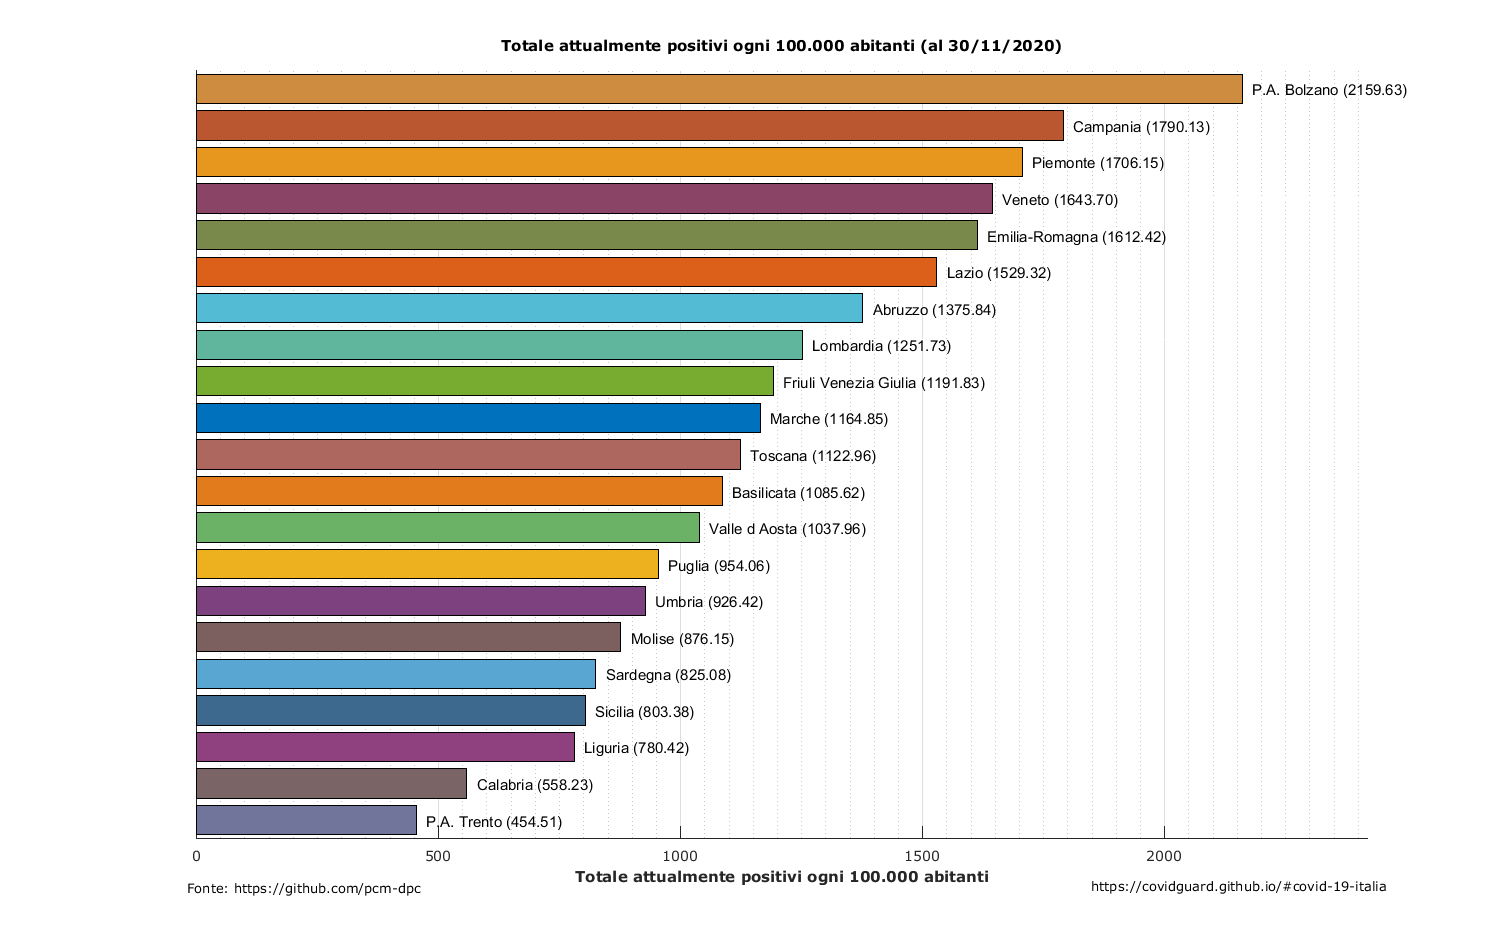 Totale attualmente positivi ogni 100.000 abitanti (al 30/11/2020)
P.A. Bolzano (2159.63)
Campania (1790.13)
Piemonte (1706.15)
Veneto (1643.70)
Emilia-Romagna (1612.42)
Lazio (1529.32)
Abruzzo (1375.84)
Lombardia (1251.73)
Friuli Venezia Giulia (1191.83)
Marche (1164.85)
Toscana (1122.96)
Basilicata (1085.62)
Valle d Aosta (1037.96)
Puglia (954.06)
Umbria (926.42)
Molise (876.15)
Sardegna (825.08)
Sicilia (803.38)
Liguria (780.42)
Calabria (558.23)
P.A. Trento (454.51)
0 500 1000 1500 2000
Totale attualmente positivi ogni 100.000 abitanti
Fonte: https://github.com/pcm-dpc
https://covidguard.github.io/#covid-19-italia